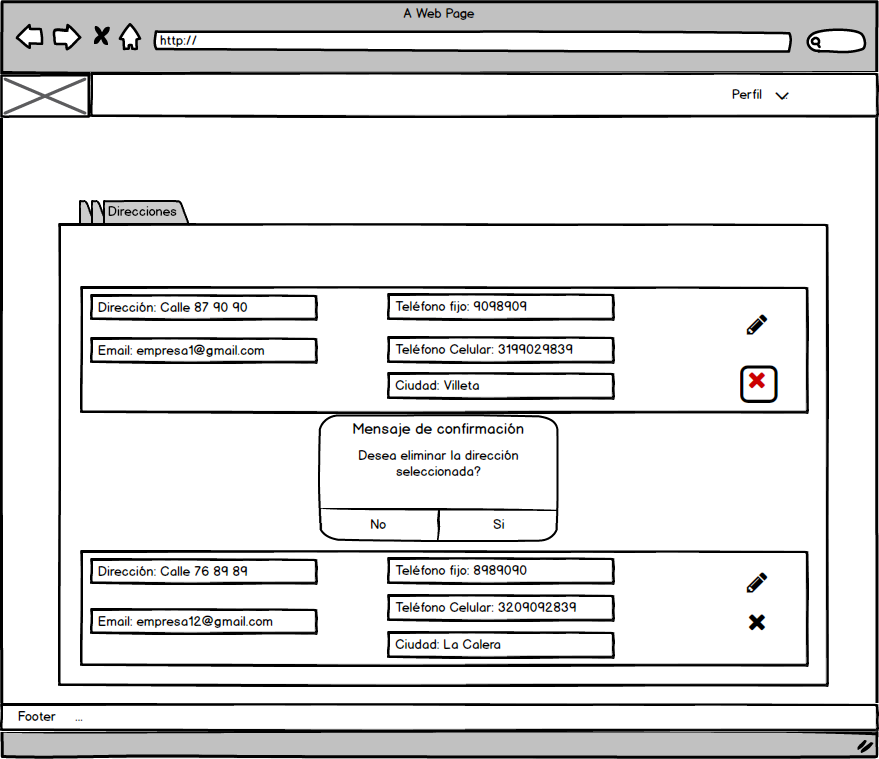 A Web Page
http://
Perfil
Direcciones
Dirección: Calle 87 90 90
Teléfono fijo: 9098909
Email: empresa1@gmail.com
Teléfono Celular: 3199029839
Ciudad: Villeta
Mensaje de confirmación
Desea eliminar la dirección
seleccionada?
No
Si
Dirección: Calle 76 89 89
Teléfono fijo: 8989090
Email: empresa12@gmail.com
Teléfono Celular: 3209092839
Ciudad: La Calera
Footer ...